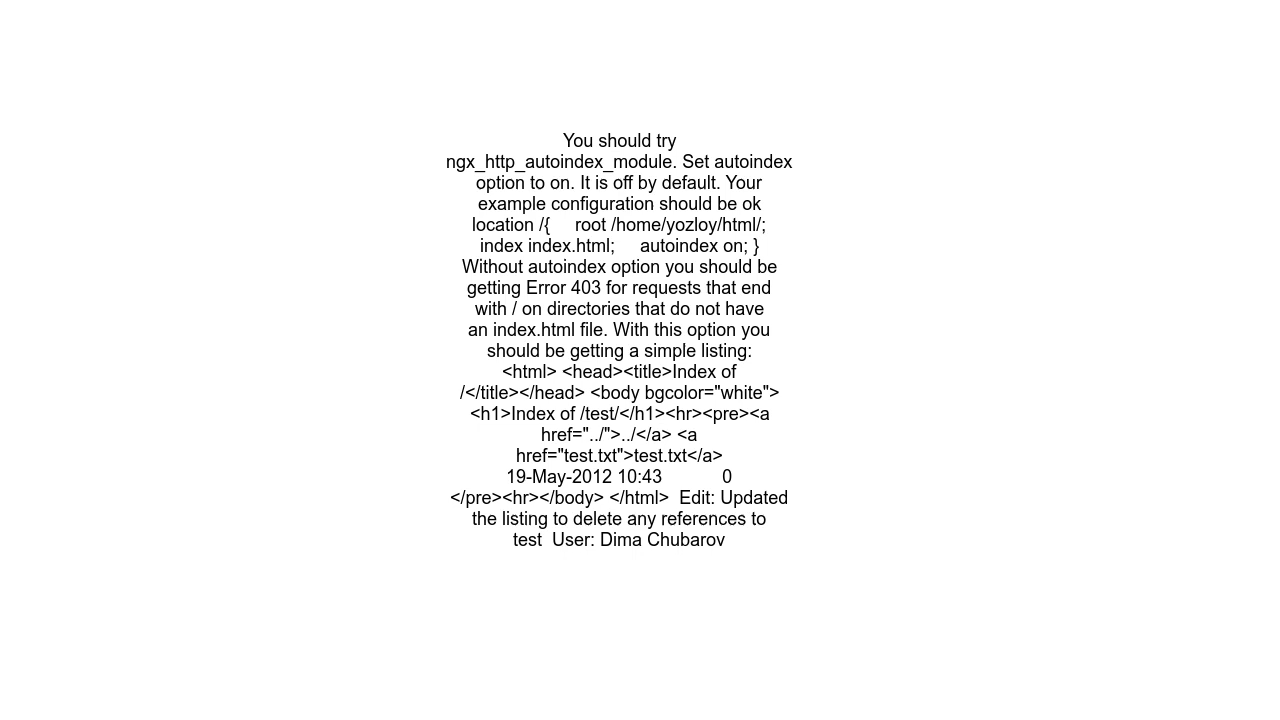 You should try
ngx_http_autoindex_module. Set autoindex
option to on. It is off by default. Your
example configuration should be ok
location /{     root /home/yozloy/html/;
index index.html;     autoindex on; }
Without autoindex option you should be
getting Error 403 for requests that end
with / on directories that do not have
an index.html file. With this option you
should be getting a simple listing:
<html> <head><title>Index of
/</title></head> <body bgcolor="white">
<h1>Index of /test/</h1><hr><pre><a
href="../">../</a> <a
href="test.txt">test.txt</a>
19-May-2012 10:43            0
</pre><hr></body> </html>  Edit: Updated
the listing to delete any references to
test  User: Dima Chubarov